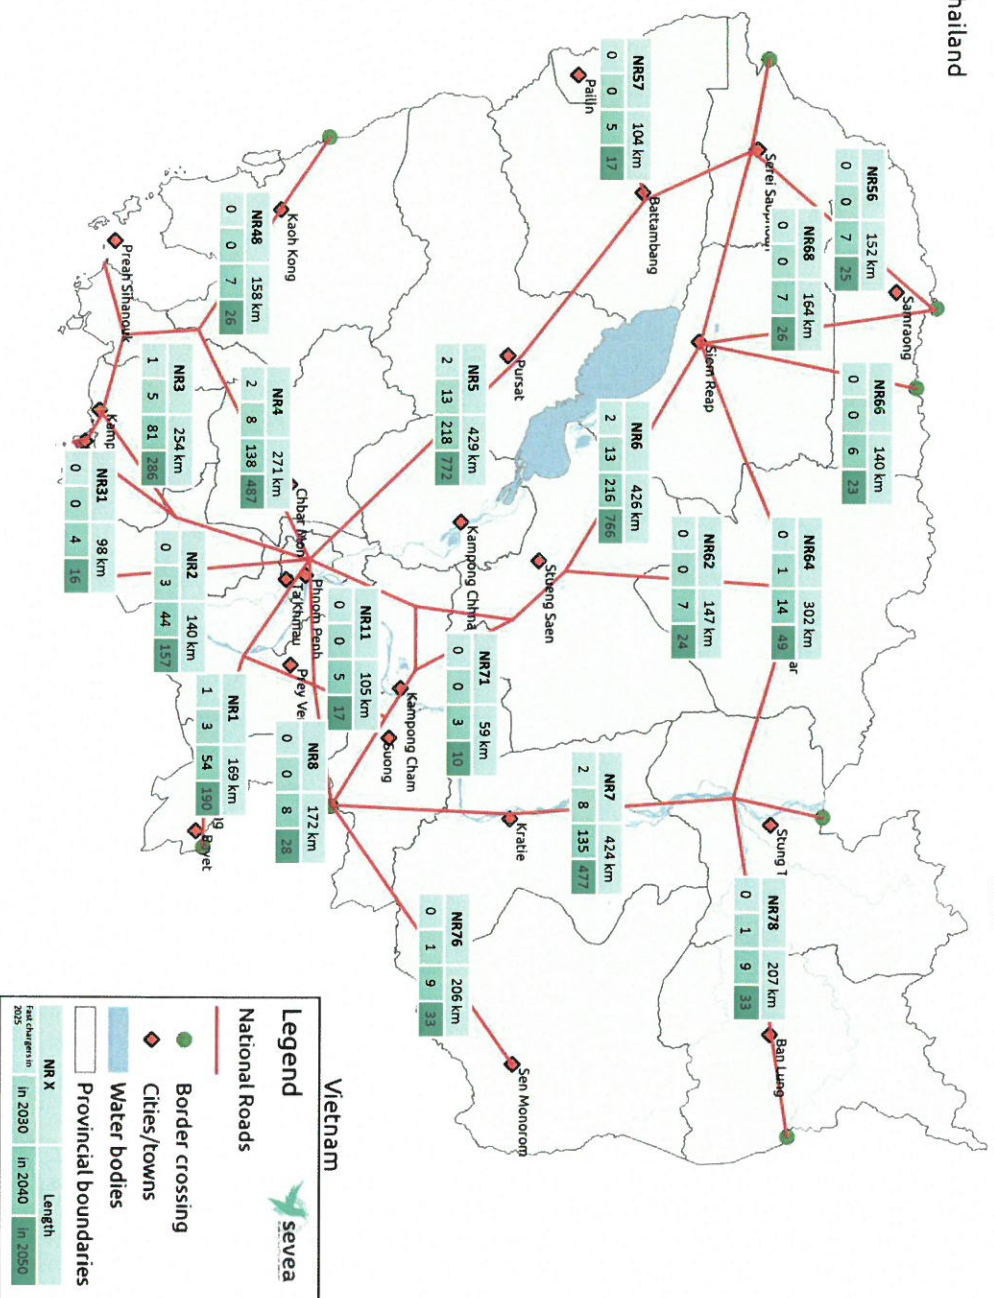 hailand
NR56 152 km
0 0 7 25
Samraong
NR66 140 km
0 0 6 23
NR68 164 km
0 0 7 26
Siem Reap
NR57 104 km
0 0 5 17
Pailin
Battambang
NR64 302 km
0 1 14 49
NR62 147 km
0 0 7 24
NR6 426 km
2 13 216 766
Stueng Saen
Pursat
NR5 429 km
2 13 218 772
Kampong Chhna
Stung T
NR78 207 km
0 1 9 33
Ban Lung
NR7 424 km
2 8 135 477
Kratie
NR71 59 km
0 0 3 10
Kampong Cham
Suong
NR76 206 km
0 1 9 33
Sen Monorom
Kaoh Kong
NR48 158 km
0 0 7 26
NR4 271 km
2 8 138 487
Chbar Mon
Phnom Penh
Ta Khmau
NR11 105 km
0 0 5 17
Prey Ve
NR8 172 km
0 0 8 28
Preah Sihanouk
NR3 254 km
1 5 81 286
Kamp
NR31 98 km
0 0 4 16
NR2 140 km
0 3 44 157
NR1 169 km
1 3 54 190
Bavet
Vietnam
Legend
sevea
National Roads
Border crossing
Cities/towns
Water bodies
Provincial boundaries
NR X Length
Fast chargers in 2025 in 2030 in 2040 in 2050